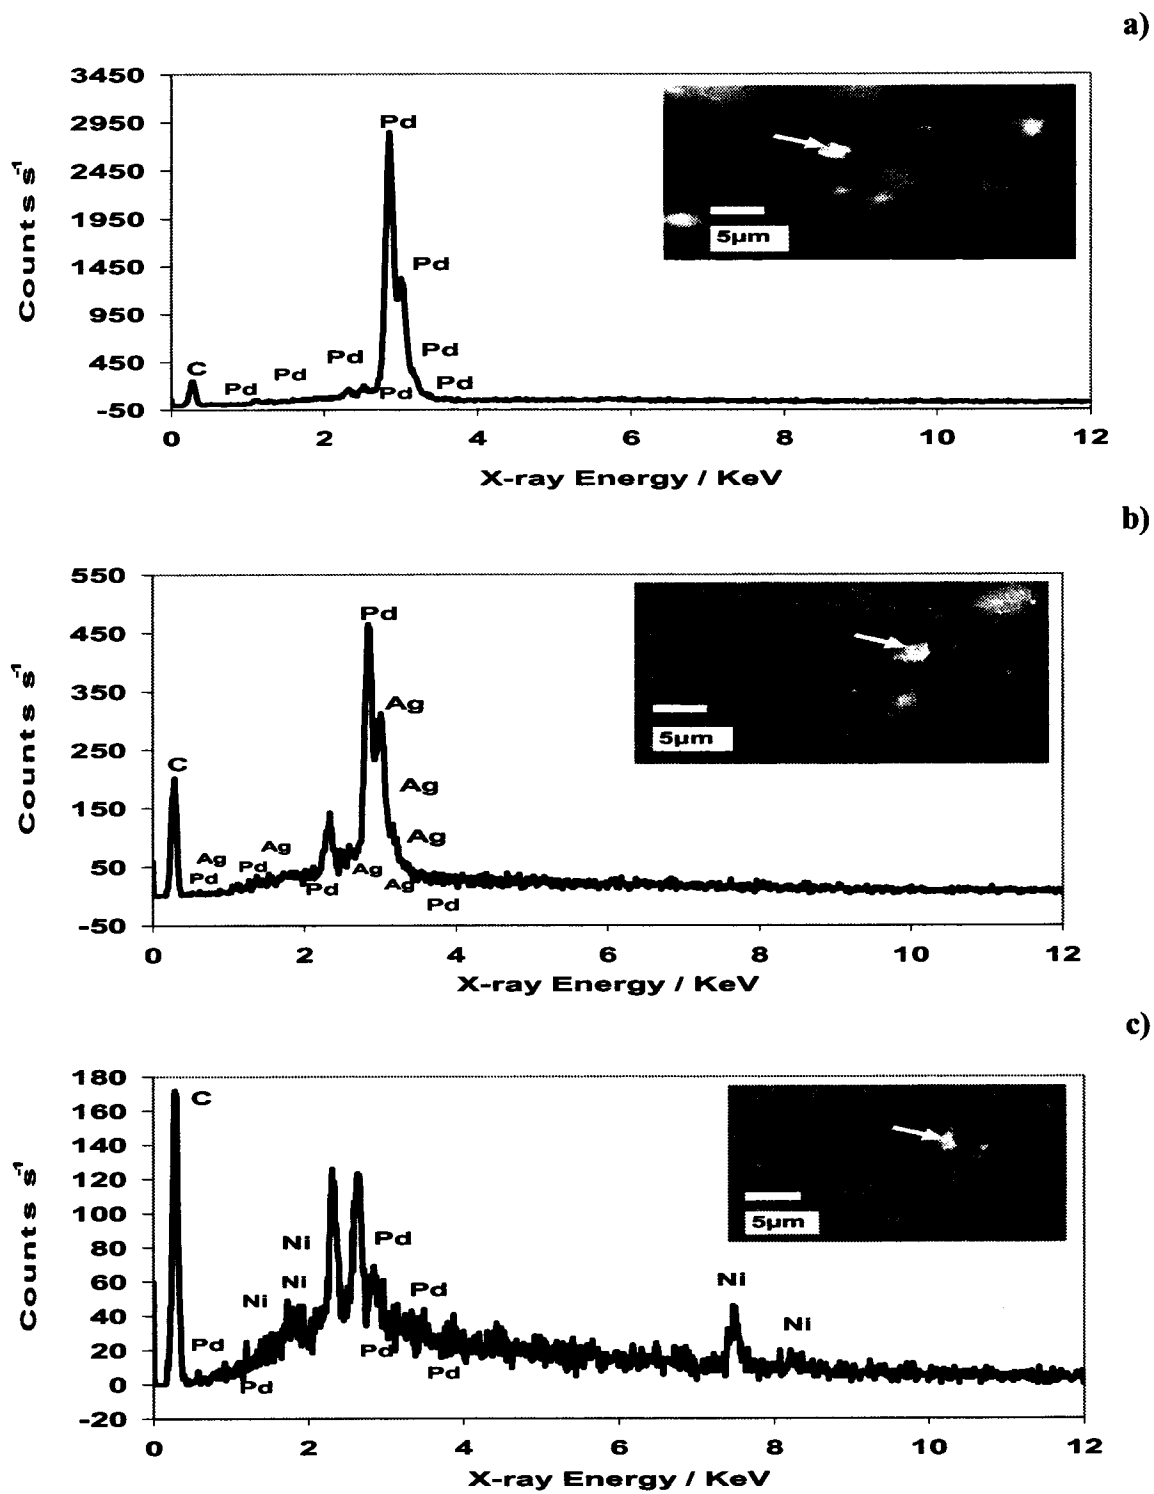 a)
3450
2950
2450
1950
1450
950
450
-50
Counts s⁻¹
Pd
Pd
Pd
Pd
Pd
Pd
Pd
Pd
C
5µm
0 2 4 6 8 10 12
X-ray Energy / KeV
b)
550
450
350
250
150
50
-50
Counts s⁻¹
Pd
Ag
C
Ag
Ag
Ag
Ag
Pd
Pd
Ag
Pd
Ag
Pd
5µm
0 2 4 6 8 10 12
X-ray Energy / KeV
c)
180
160
140
120
100
80
60
40
20
0
-20
Counts s⁻¹
C
Ni
Pd
Ni
Ni
Pd
Ni
Ni
Pd
Pd
Pd
Pd
5µm
0 2 4 6 8 10 12
X-ray Energy / KeV